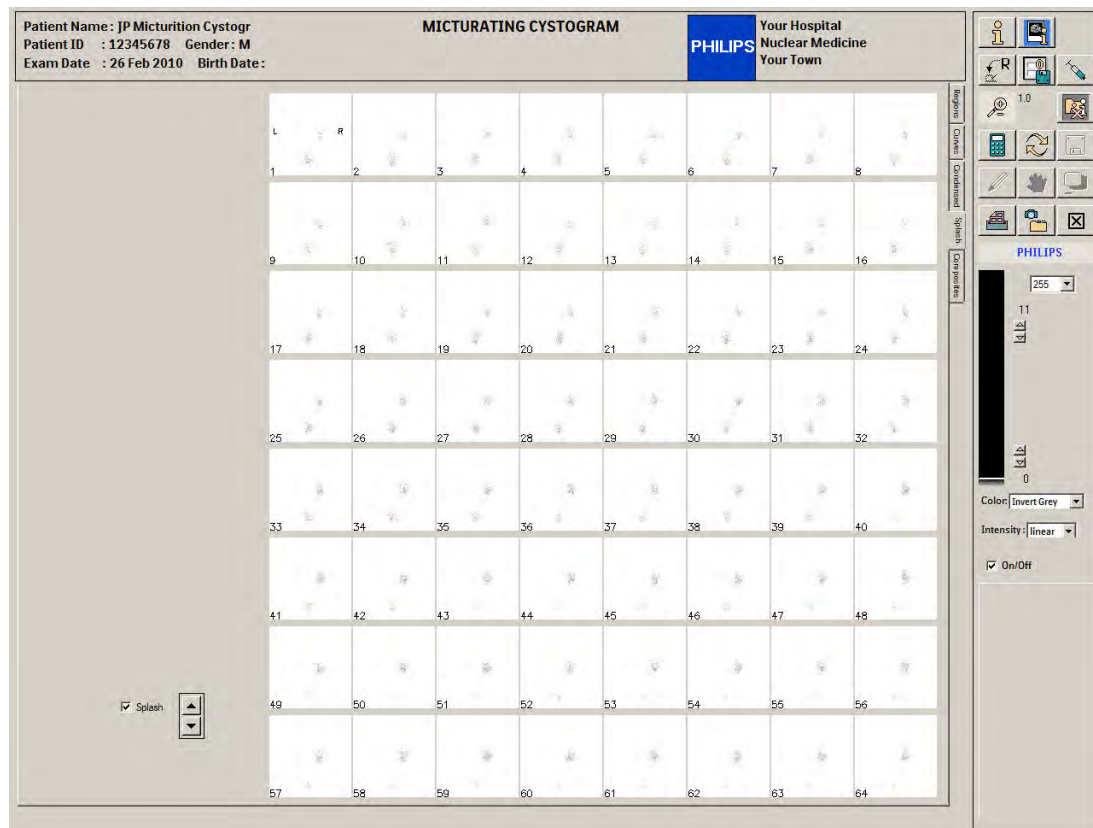 Patient Name: JP Micturition Cystogr
Patient ID : 12345678 Gender: M
Exam Date : 26 Feb 2010 Birth Date:
MICTURATING CYSTOGRAM
PHILIPS
Your Hospital
Nuclear Medicine
Your Town
R
1.0
Regions
Curves
Condensed
Splash
Composites
L R
1 2 3 4 5 6 7 8
9 10 11 12 13 14 15 16
17 18 19 20 21 22 23 24
25 26 27 28 29 30 31 32
33 34 35 36 37 38 39 40
41 42 43 44 45 46 47 48
49 50 51 52 53 54 55 56
57 58 59 60 61 62 63 64
Splash
PHILIPS
255
11
0
Color: Invert Grey
Intensity: linear
On/Off